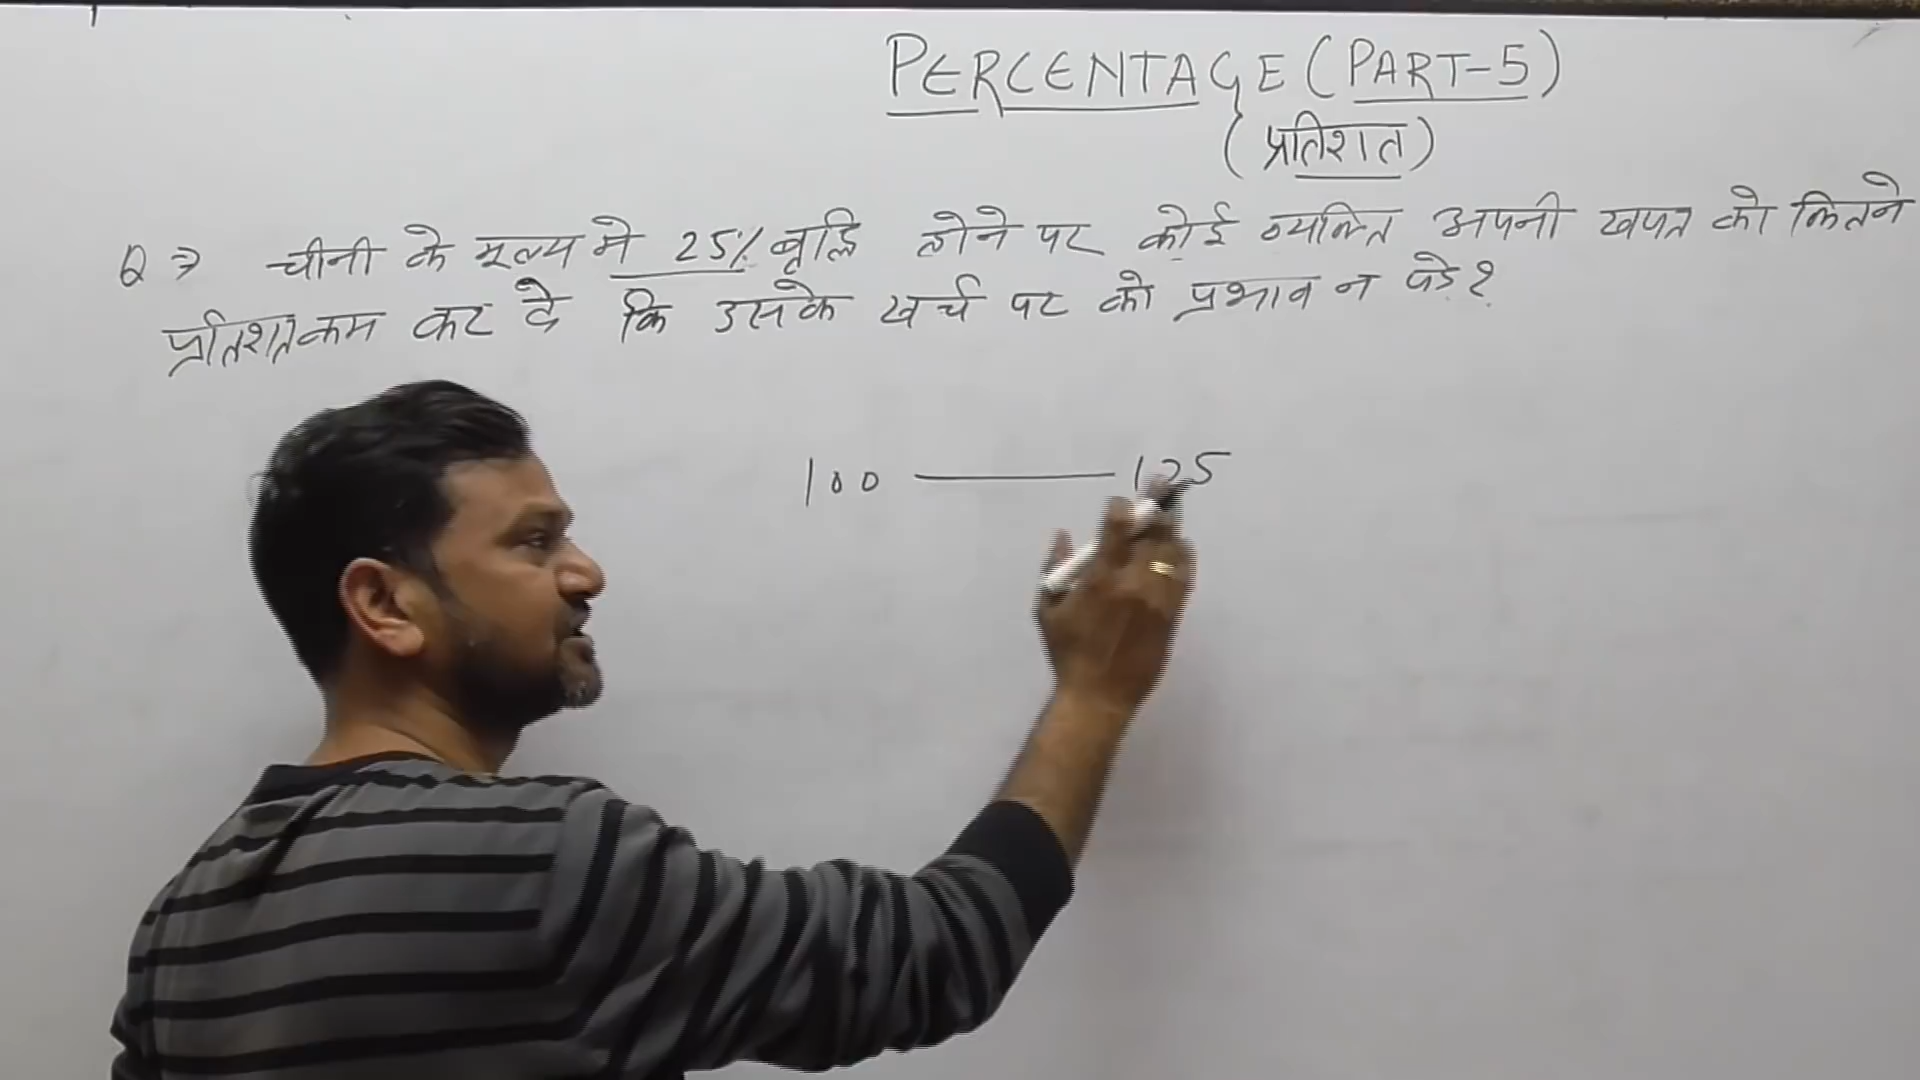 PERCENTAGE (PART-5)
(प्रतिशत)
Q ⇒ चीनी के मूल्य मे 25% बृद्धि होने पर कोई व्यक्ति अपनी खपत को कितने
प्रतिशत कम कर दे कि उसके खर्च पर को प्रभाव न पडे?
100 —— 125